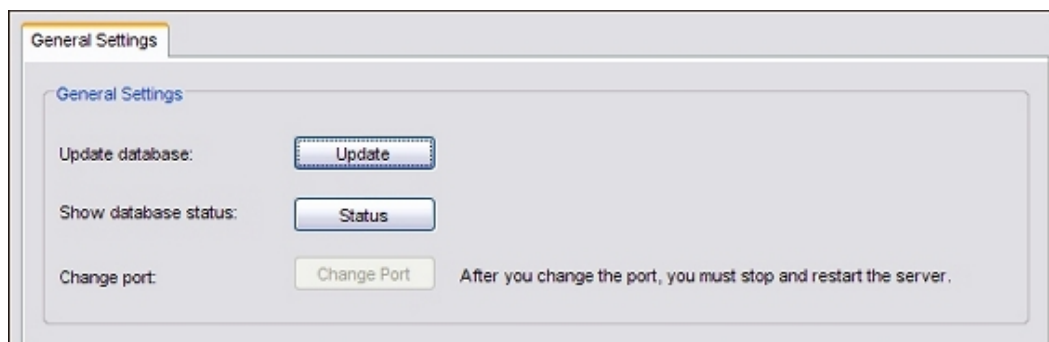 General Settings
General Settings
Update database: Update
Show database status: Status
Change port: Change Port After you change the port, you must stop and restart the server.